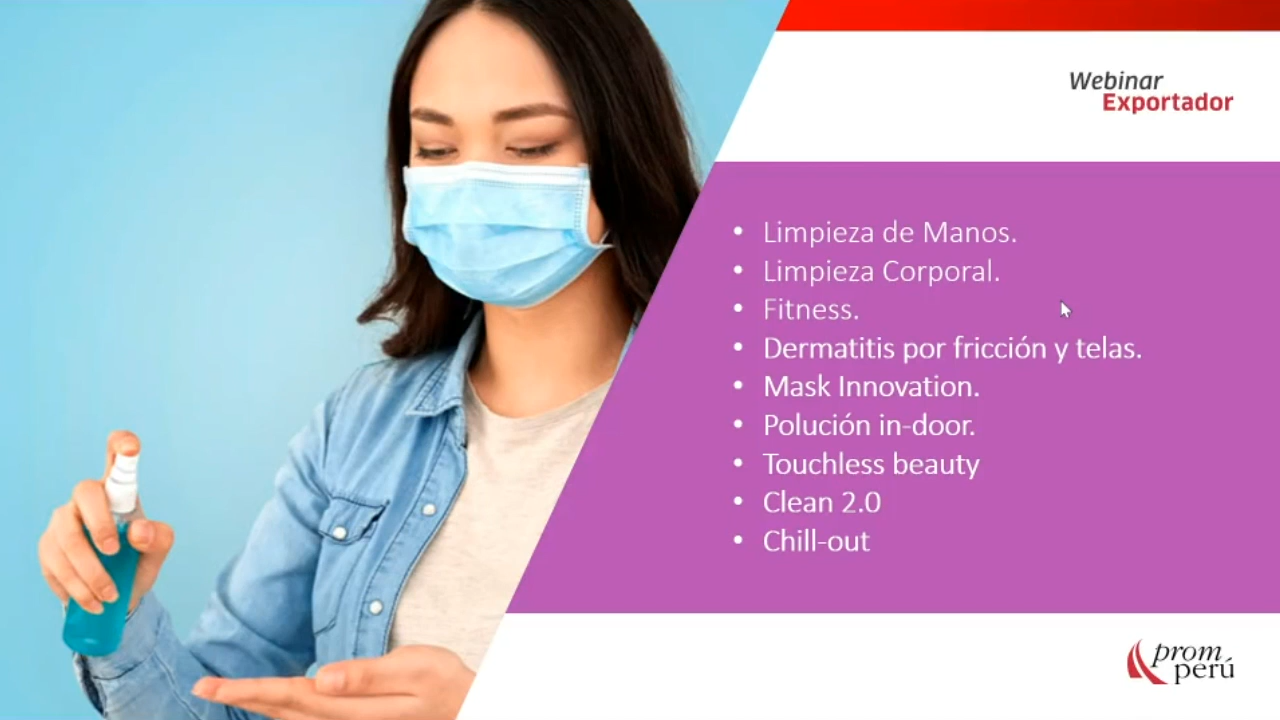 Webinar
Exportador
• Limpieza de Manos.
• Limpieza Corporal.
• Fitness.
• Dermatitis por fricción y telas.
• Mask Innovation.
• Polución in-door.
• Touchless beauty
• Clean 2.0
• Chill-out
prom
perú